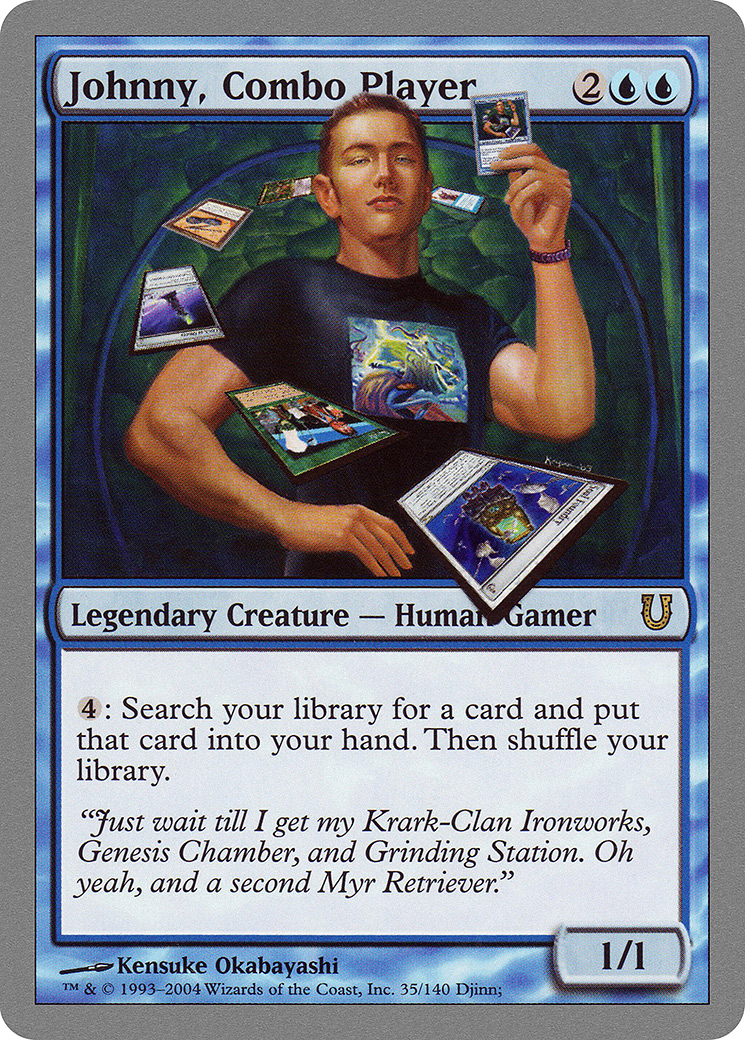 Johnny, Combo Player 2
Legendary Creature — Human Gamer
4: Search your library for a card and put
that card into your hand. Then shuffle your
library.
“Just wait till I get my Krark-Clan Ironworks,
Genesis Chamber, and Grinding Station. Oh
yeah, and a second Myr Retriever.”
1/1
Kensuke Okabayashi
™ & © 1993–2004 Wizards of the Coast, Inc. 35/140 Djinn;